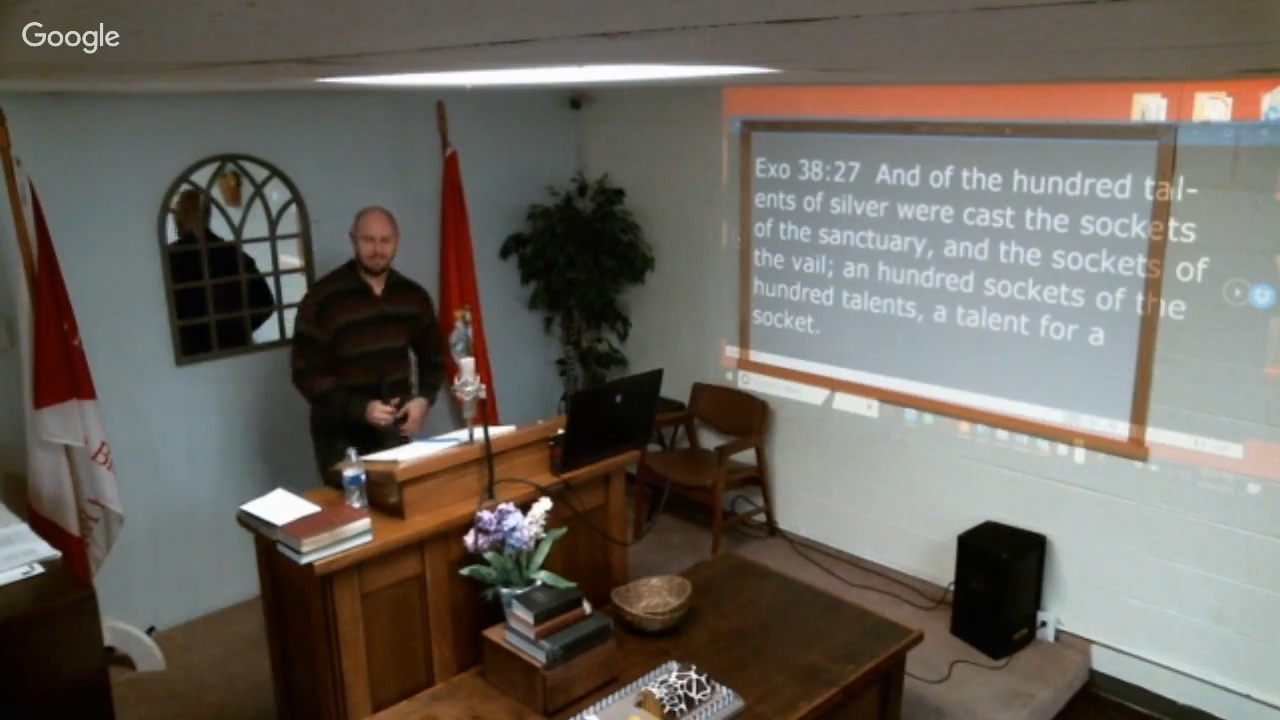 Google
Exo 38:27 And of the hundred tal-
ents of silver were cast the sockets
of the sanctuary, and the sockets of
the vail; an hundred sockets of the
hundred talents, a talent for a
socket.